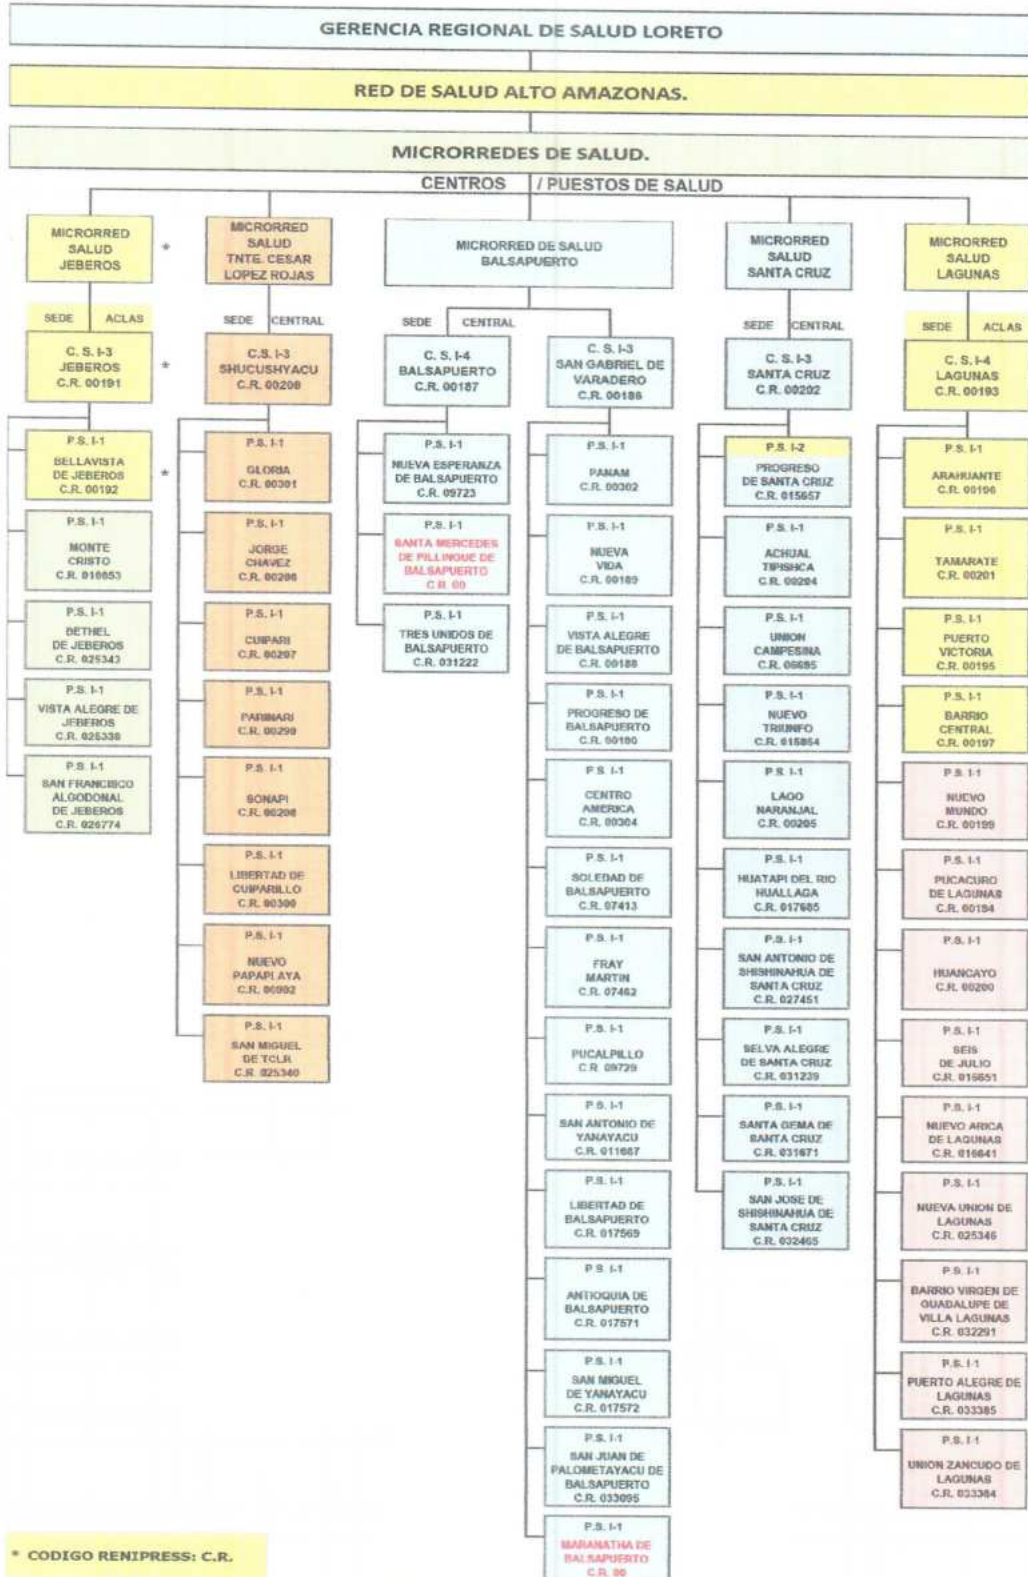 GERENCIA REGIONAL DE SALUD LORETO
RED DE SALUD ALTO AMAZONAS.
MICRORREDES DE SALUD.
CENTROS / PUESTOS DE SALUD
MICRORRED
SALUD
JEBEROS
*
SEDE ACLAS
C. S. I-3
JEBEROS
C.R. 00191
*
P.S. I-1
BELLAVISTA
DE JEBEROS
C.R. 00192
*
P.S. I-1
MONTE
CRISTO
C.R. 016653
P.S. I-1
BETHEL
DE JEBEROS
C.R. 025343
P.S. I-1
VISTA ALEGRE DE
JEBEROS
C.R. 025338
P.S. I-1
SAN FRANCISCO
ALGODONAL
DE JEBEROS
C.R. 026774
MICRORRED
SALUD
TNTE. CESAR
LOPEZ ROJAS
SEDE CENTRAL
C.S. I-3
SHUCUSHYACU
C.R. 00208
P.S. I-1
GLORIA
C.R. 00301
P.S. I-1
JORGE
CHAVEZ
C.R. 00206
P.S. I-1
CUIPARI
C.R. 00207
P.S. I-1
PARINARI
C.R. 00299
P.S. I-1
SONAPI
C.R. 00208
P.S. I-1
LIBERTAD DE
CUIPARILLO
C.R. 00300
P.S. I-1
NUEVO
PAPAPLAYA
P.S. I-1
SAN MIGUEL
DE TCLR
C.R. 025340
MICRORRED DE SALUD
BALSAPUERTO
SEDE CENTRAL
C. S. I-4
BALSAPUERTO
C.R. 00187
P.S. I-1
NUEVA ESPERANZA
DE BALSAPUERTO
C.R. 09723
P.S. I-1
SANTA MERCEDES
DE PILLINGUE DE
BALSAPUERTO
C.R. 00
P.S. I-1
TRES UNIDOS DE
BALSAPUERTO
C.R. 031222
C. S. I-3
SAN GABRIEL DE
VARADERO
C.R. 00186
P.S. I-1
PANAM
C.R. 00302
P.S. I-1
NUEVA
VIDA
C.R. 00189
P.S. I-1
VISTA ALEGRE
DE BALSAPUERTO
C.R. 00188
P.S. I-1
PROGRESO DE
BALSAPUERTO
C.R. 00190
P.S. I-1
CENTRO
AMERICA
C.R. 00304
P.S. I-1
SOLEDAD DE
BALSAPUERTO
C.R. 07413
P.S. I-1
FRAY
MARTIN
C.R. 07462
P.S. I-1
PUCALPILLO
C.R. 09729
P.S. I-1
SAN ANTONIO DE
YANAYACU
C.R. 011687
P.S. I-1
LIBERTAD DE
BALSAPUERTO
C.R. 017569
P.S. I-1
ANTIOQUIA DE
BALSAPUERTO
C.R. 017571
P.S. I-1
SAN MIGUEL
DE YANAYACU
C.R. 017572
P.S. I-1
SAN JUAN DE
PALOMETAYACU DE
BALSAPUERTO
C.R. 033095
P.S. I-1
MARANATHA DE
BALSAPUERTO
C.R. 00
MICRORRED
SALUD
SANTA CRUZ
SEDE CENTRAL
C. S. I-3
SANTA CRUZ
C.R. 00202
P.S. I-2
PROGRESO
DE SANTA CRUZ
C.R. 015657
P.S. I-1
ACHUAL
TIPISHCA
C.R. 00204
P.S. I-1
UNION
CAMPESINA
C.R. 06695
P.S. I-1
NUEVO
TRIUNFO
C.R. 015854
P.S. I-1
LAGO
NARANJAL
C.R. 00205
P.S. I-1
HUATAPI DEL RIO
HUALLAGA
C.R. 017685
P.S. I-1
SAN ANTONIO DE
SHISHINAHUA DE
SANTA CRUZ
C.R. 027451
P.S. I-1
SELVA ALEGRE
DE SANTA CRUZ
C.R. 031239
P.S. I-1
SANTA GEMA DE
SANTA CRUZ
C.R. 031671
P.S. I-1
SAN JOSE DE
SHISHINAHUA DE
SANTA CRUZ
C.R. 032465
MICRORRED
SALUD
LAGUNAS
SEDE ACLAS
C. S. I-4
LAGUNAS
C.R. 00193
P.S. I-1
ARAHUANTE
C.R. 00196
P.S. I-1
TAMARATE
C.R. 00201
P.S. I-1
PUERTO
VICTORIA
C.R. 00195
P.S. I-1
BARRIO
CENTRAL
C.R. 00197
P.S. I-1
NUEVO
MUNDO
C.R. 00199
P.S. I-1
PUCACURO
DE LAGUNAS
C.R. 00194
P.S. I-1
HUANCAYO
C.R. 00200
P.S. I-1
SEIS
DE JULIO
C.R. 016651
P.S. I-1
NUEVO ARICA
DE LAGUNAS
C.R. 016641
P.S. I-1
NUEVA UNION DE
LAGUNAS
C.R. 025346
P.S. I-1
BARRIO VIRGEN DE
GUADALUPE DE
VILLA LAGUNAS
C.R. 032291
P.S. I-1
PUERTO ALEGRE DE
LAGUNAS
C.R. 033385
P.S. I-1
UNION ZANCUDO DE
LAGUNAS
C.R. 033384
* CODIGO RENIPRESS: C.R.